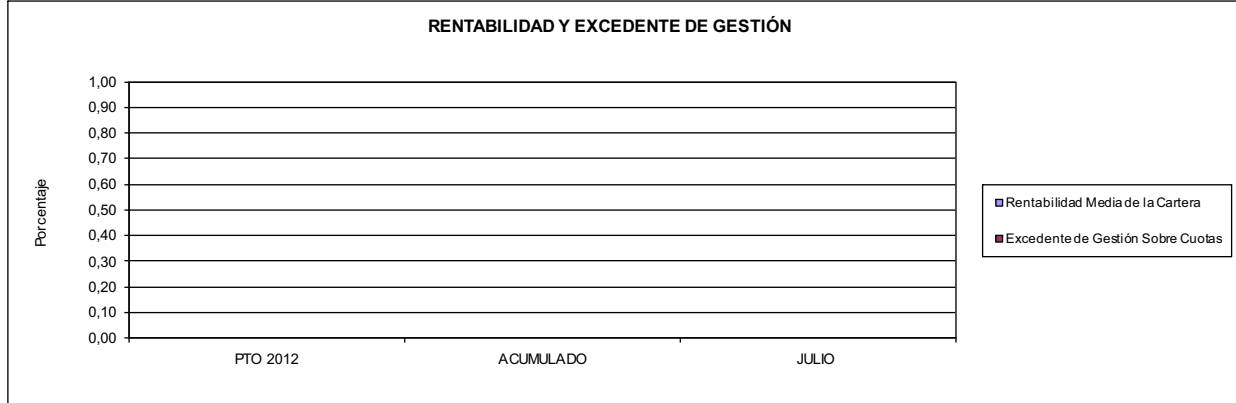 RENTABILIDAD Y EXCEDENTE DE GESTIÓN
1,00
0,90
0,80
0,70
0,60
0,50
0,40
0,30
0,20
0,10
0,00
Porcentaje
PTO 2012
ACUMULADO
JULIO
Rentabilidad Media de la Cartera
Excedente de Gestión Sobre Cuotas